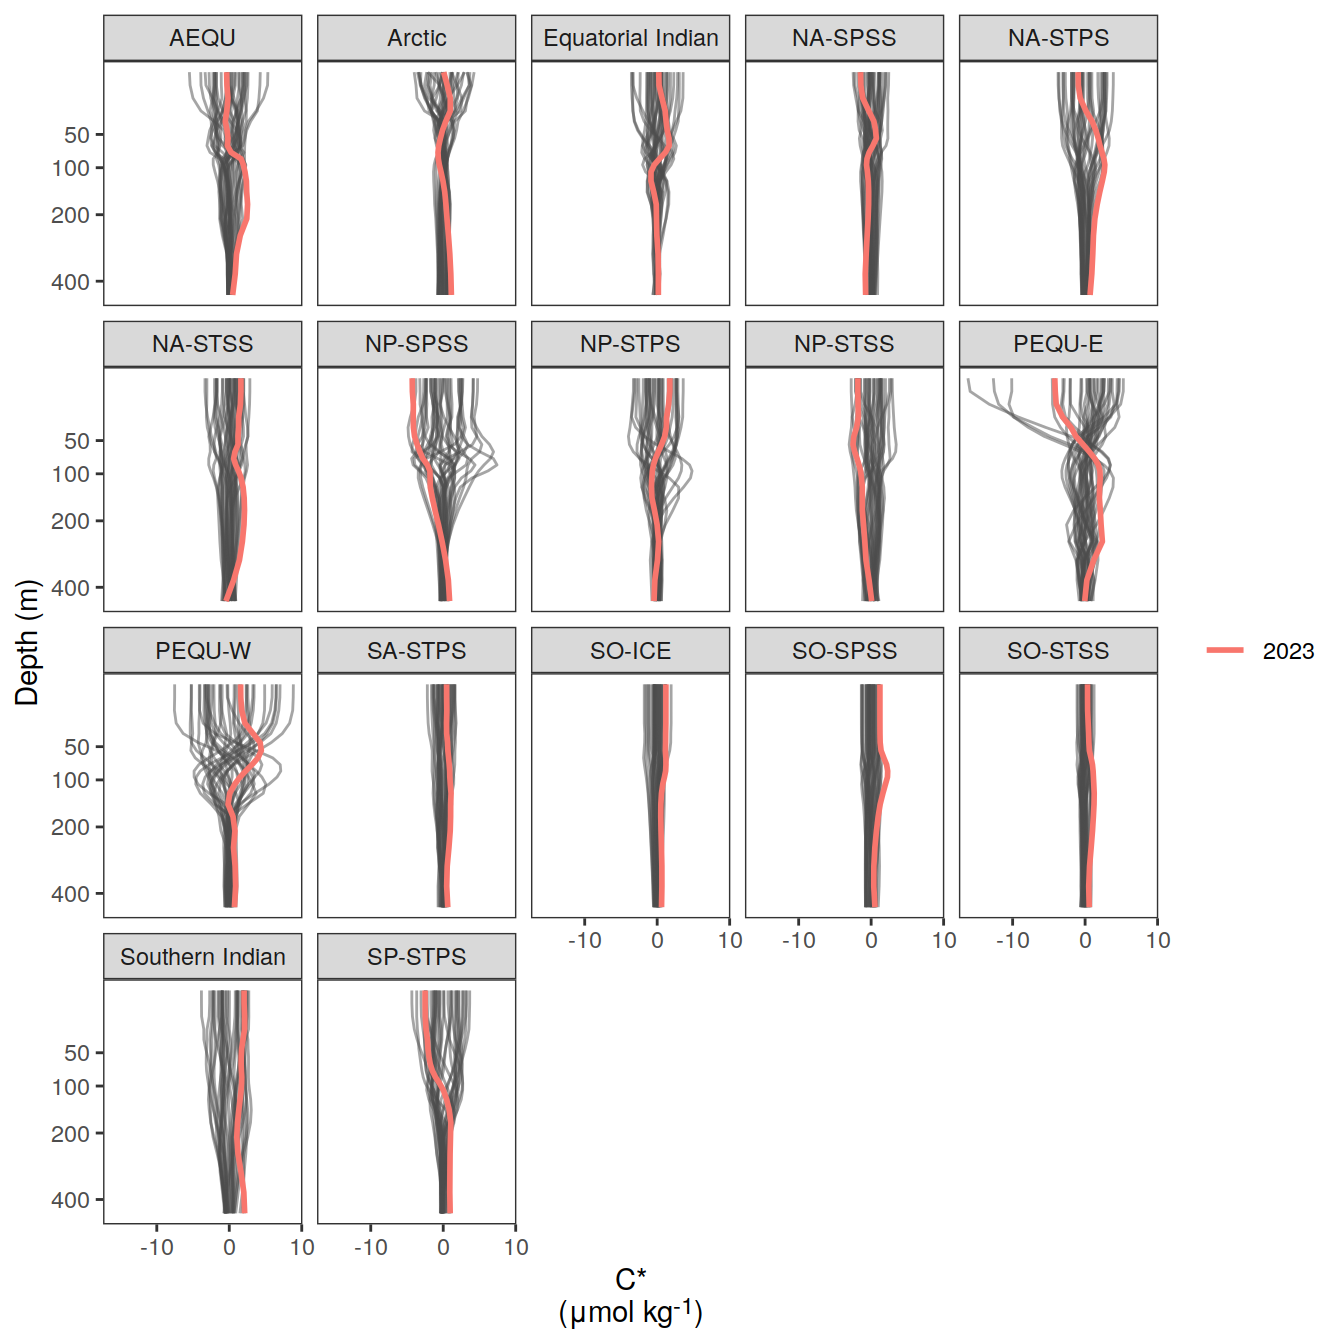 AEQU Arctic Equatorial Indian NA-SPSS NA-STPS
50
100
200
400
NA-STSS NP-SPSS NP-STPS NP-STSS PEQU-E
50
100
200
400
Depth (m)
PEQU-W SA-STPS SO-ICE SO-SPSS SO-STSS
2023
50
100
200
400
-10 0 10 -10 0 10 -10 0 10
Southern Indian SP-STPS
50
100
200
400
-10 0 10 -10 0 10
C*
(μmol kg⁻¹)